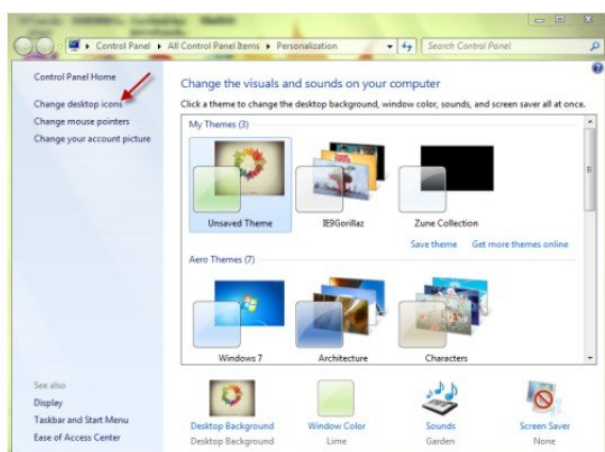 Control Panel ▸ All Control Panel Items ▸ Personalization
Search Control Panel
Control Panel Home
Change desktop icons
Change mouse pointers
Change your account picture
Change the visuals and sounds on your computer
Click a theme to change the desktop background, window color, sounds, and screen saver all at once.
My Themes (3)
Unsaved Theme
IE9Gorillaz
Zune Collection
Save theme
Get more themes online
Aero Themes (7)
Windows 7
Architecture
Characters
See also
Display
Taskbar and Start Menu
Ease of Access Center
Desktop Background
Desktop Background
Window Color
Lime
Sounds
Garden
Screen Saver
None